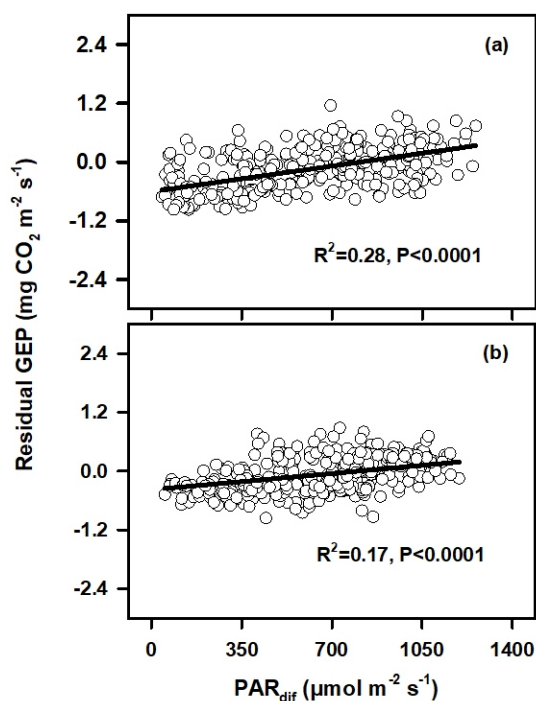 (a)
2.4
1.2
0.0
-1.2
-2.4
R²=0.28, P<0.0001
Residual GEP (mg CO₂ m⁻² s⁻¹)
(b)
2.4
1.2
0.0
-1.2
-2.4
R²=0.17, P<0.0001
0 350 700 1050 1400
PAR_dif (µmol m⁻² s⁻¹)